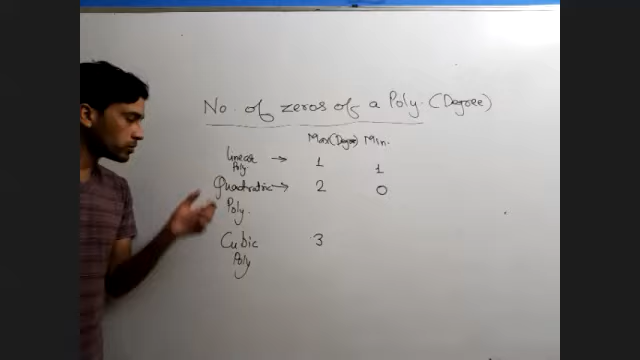 No. of zeros of a Poly. (Degree)
Max(Degree) Min.
linear → 1 1
Poly.
Quadratic → 2 0
Poly.
Cubic 3
Poly